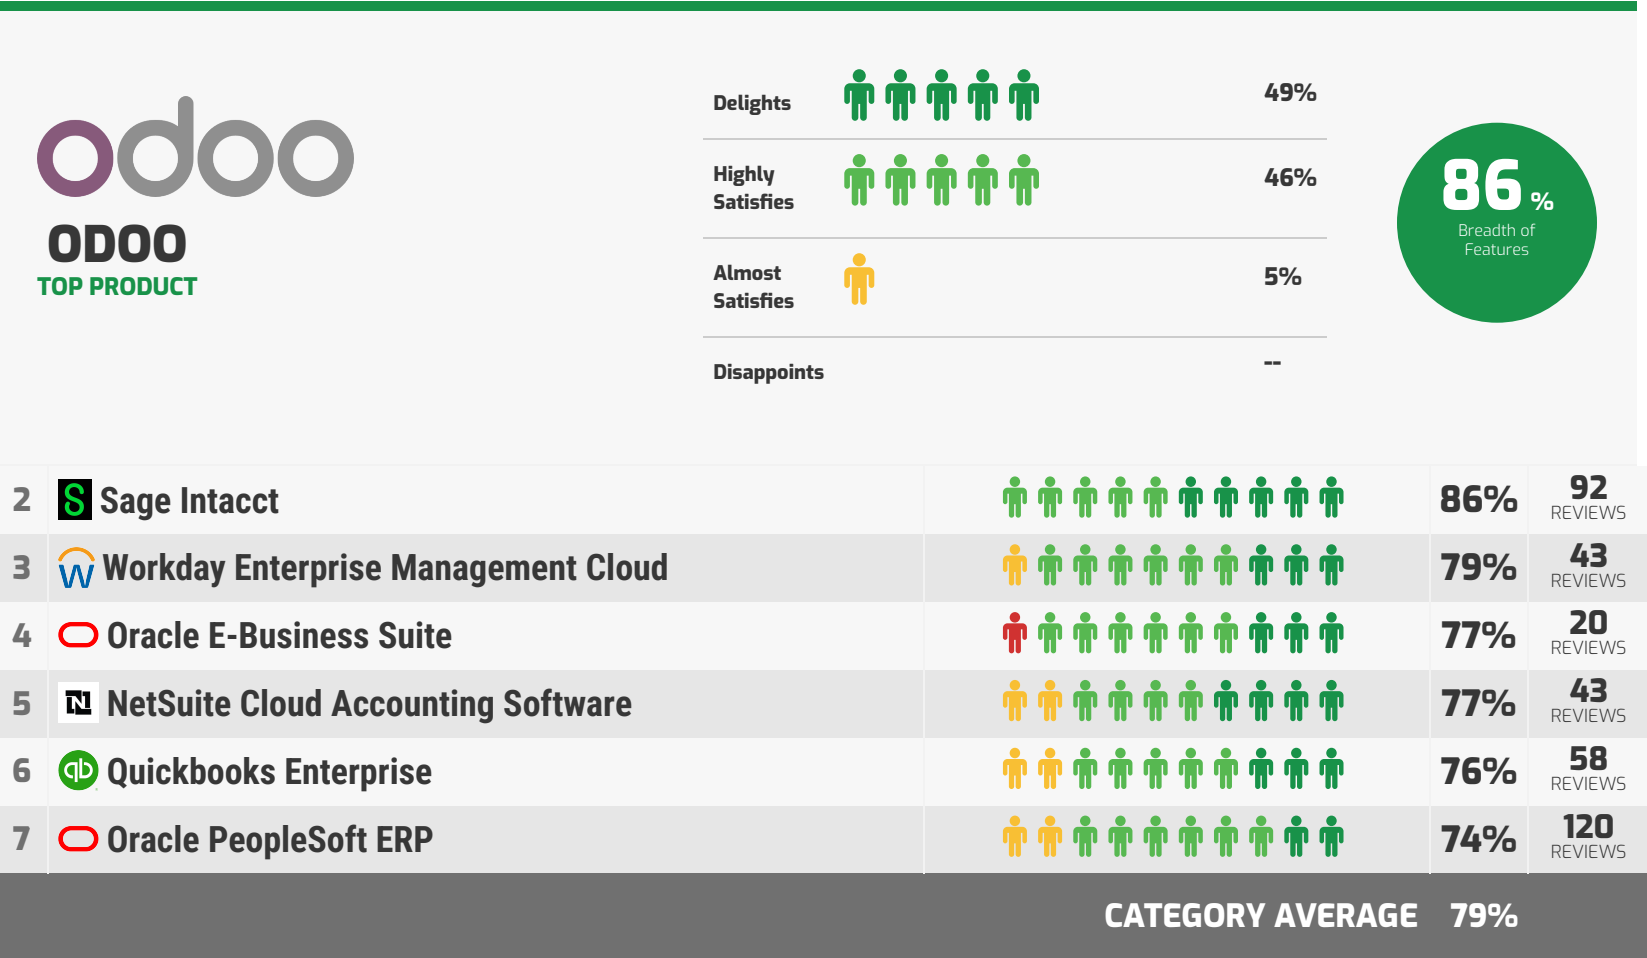 odoo
ODOO
TOP PRODUCT
Delights 49%
Highly
Satisfies 46%
Almost
Satisfies 5%
Disappoints --
86 %
Breadth of
Features
2 S Sage Intacct 86% 92
REVIEWS
3 W Workday Enterprise Management Cloud 79% 43
REVIEWS
4 Oracle E-Business Suite 77% 20
REVIEWS
5 N NetSuite Cloud Accounting Software 77% 43
REVIEWS
6 qb Quickbooks Enterprise 76% 58
REVIEWS
7 Oracle PeopleSoft ERP 74% 120
REVIEWS
CATEGORY AVERAGE 79%